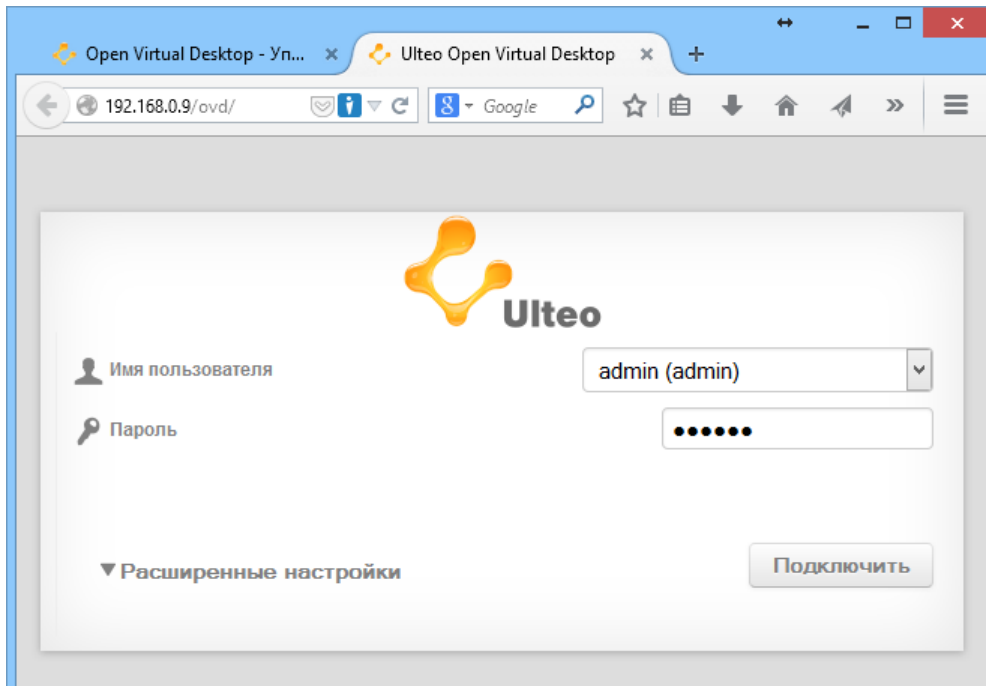 Open Virtual Desktop - Уп...
Ulteo Open Virtual Desktop
192.168.0.9/ovd/
Google
Ulteo
Имя пользователя
admin (admin)
Пароль
Расширенные настройки
Подключить